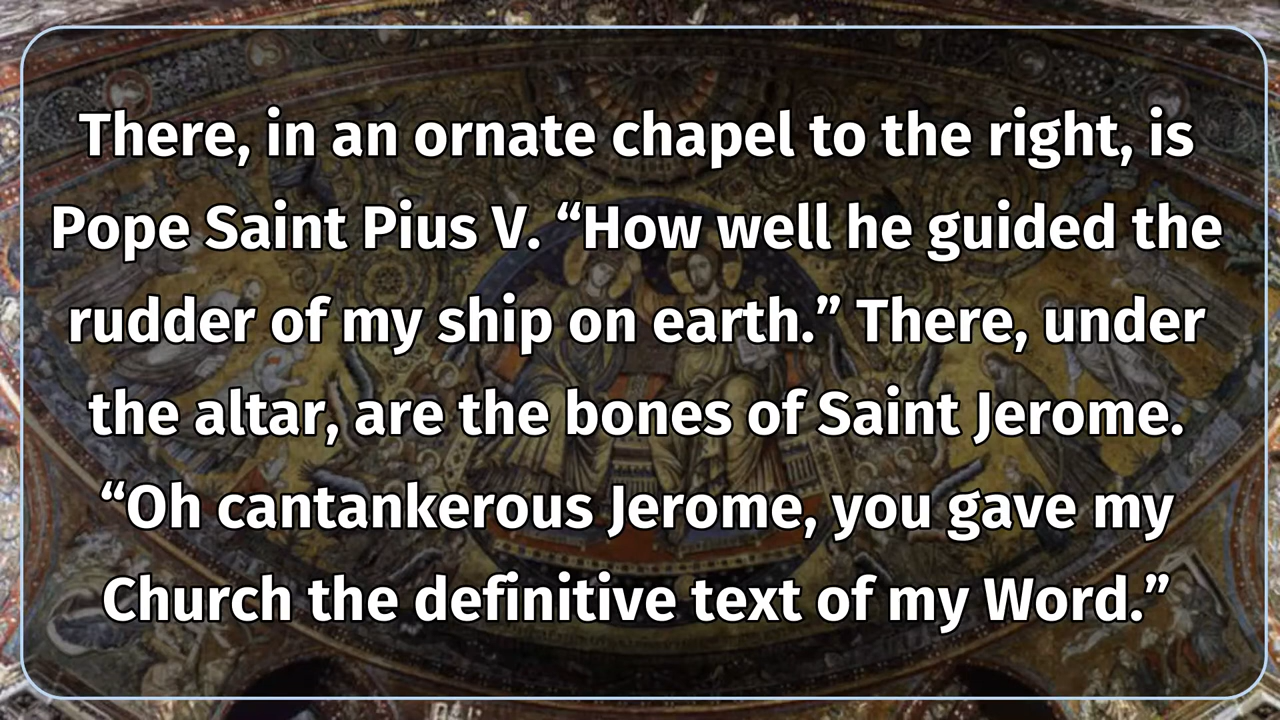 There, in an ornate chapel to the right, is
Pope Saint Pius V. “How well he guided the
rudder of my ship on earth.” There, under
the altar, are the bones of Saint Jerome.
“Oh cantankerous Jerome, you gave my
Church the definitive text of my Word.”